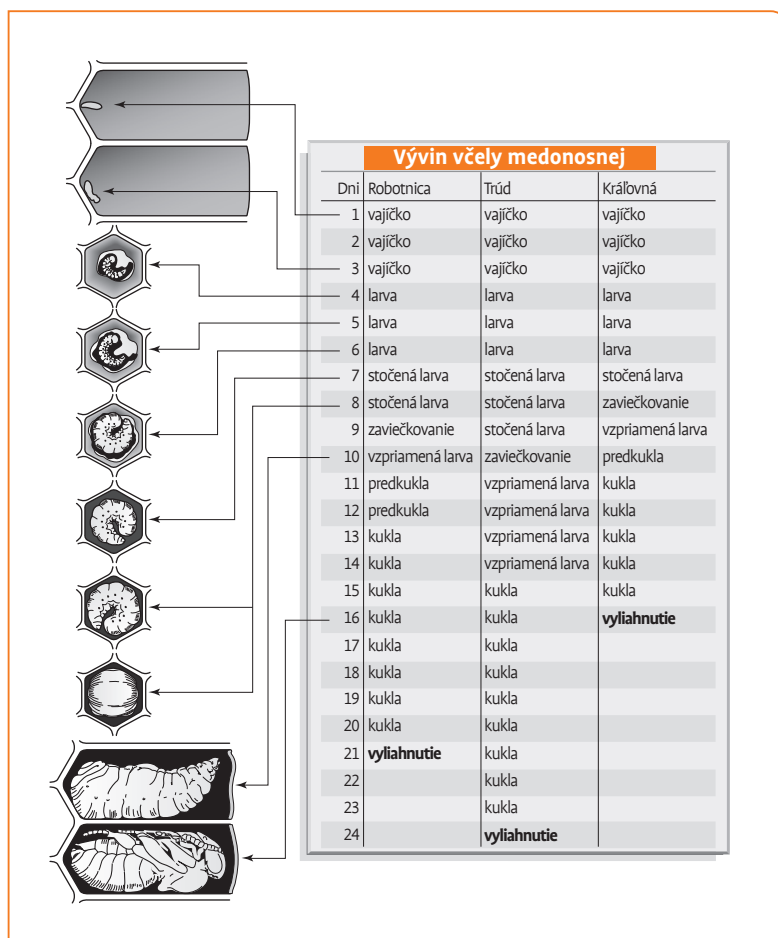 Vývin včely medonosnej
Dni Robotnica Trúd Kráľovná
1 vajíčko vajíčko vajíčko
2 vajíčko vajíčko vajíčko
3 vajíčko vajíčko vajíčko
4 larva larva larva
5 larva larva larva
6 larva larva larva
7 stočená larva stočená larva stočená larva
8 stočená larva stočená larva zaviečkovanie
9 zaviečkovanie stočená larva vzpriamená larva
10 vzpriamená larva zaviečkovanie predkukla
11 predkukla vzpriamená larva kukla
12 predkukla vzpriamená larva kukla
13 kukla vzpriamená larva kukla
14 kukla vzpriamená larva kukla
15 kukla kukla kukla
16 kukla kukla vyliahnutie
17 kukla kukla
18 kukla kukla
19 kukla kukla
20 kukla kukla
21 vyliahnutie kukla
22 kukla
23 kukla
24 vyliahnutie